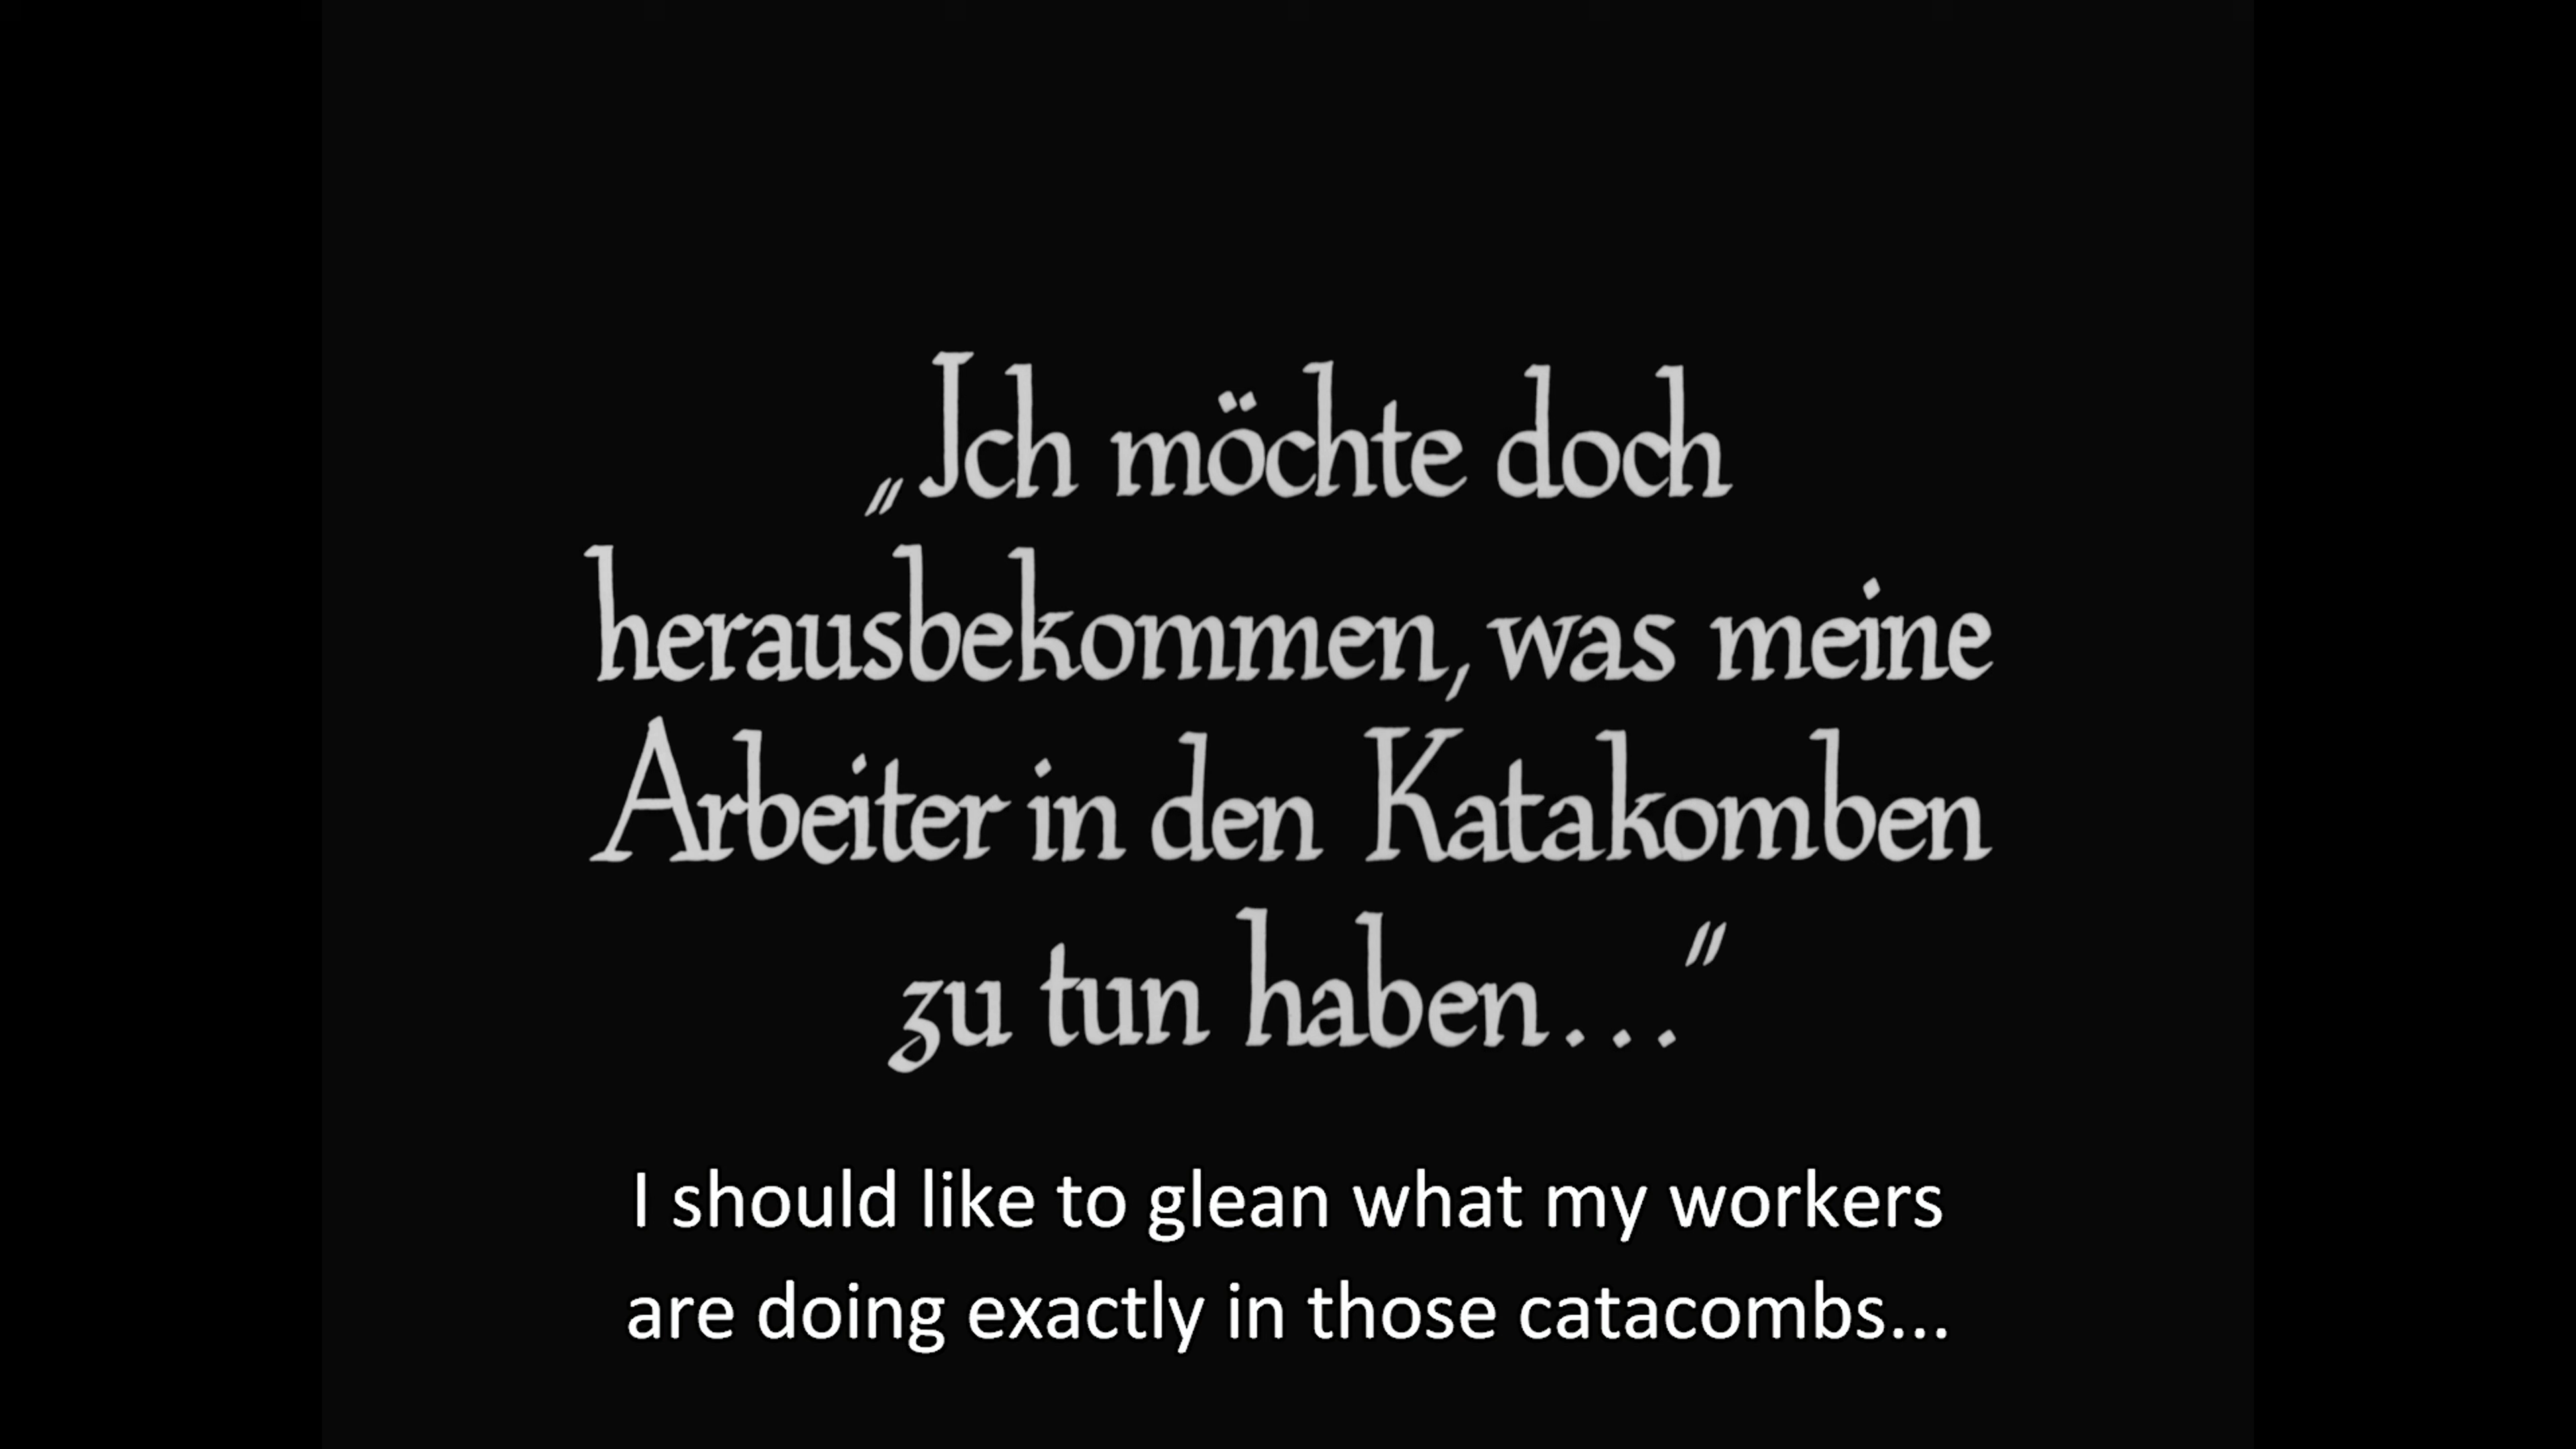 „Ich möchte doch
herausbekommen, was meine
Arbeiter in den Katakomben
zu tun haben..."
I should like to glean what my workers
are doing exactly in those catacombs...